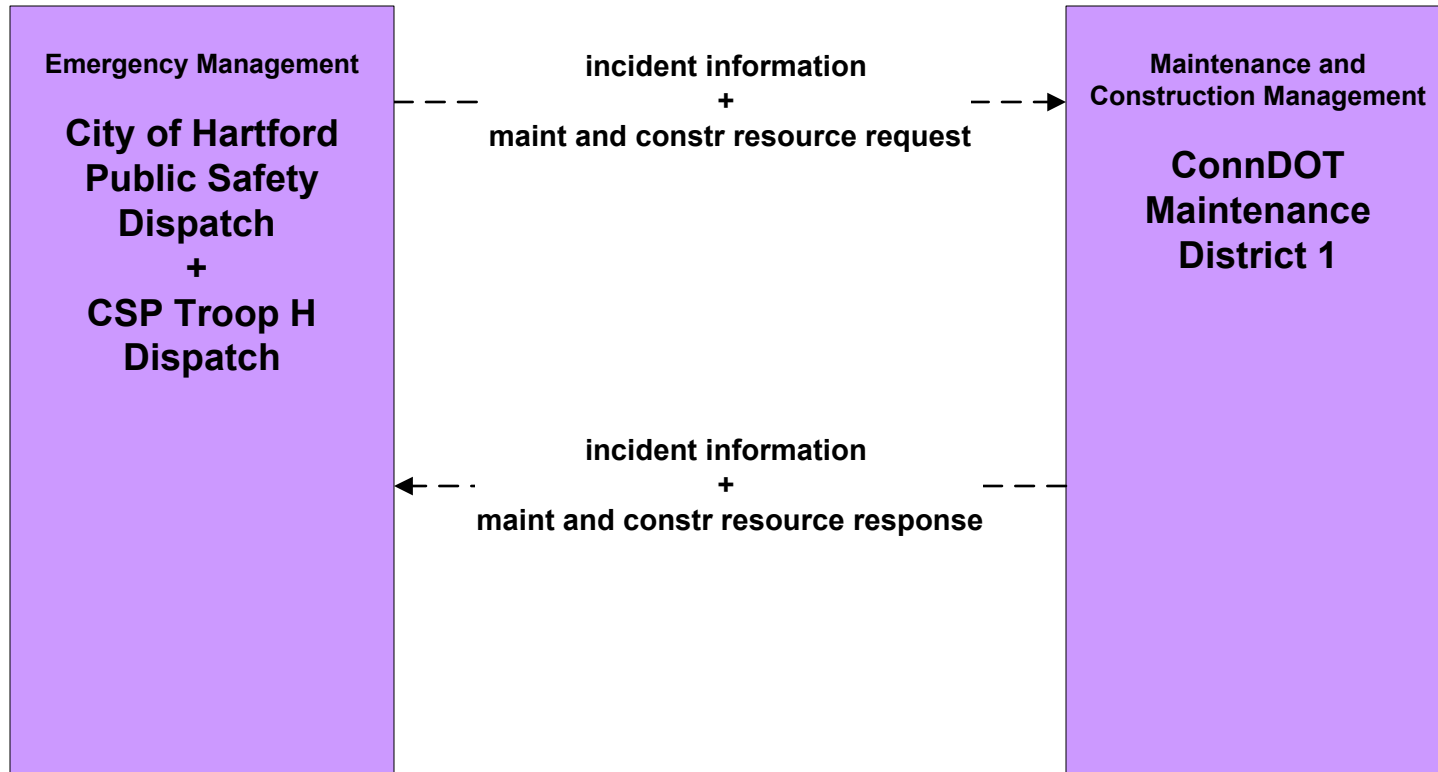 Emergency Management
City of Hartford
Public Safety
Dispatch
+
CSP Troop H
Dispatch
incident information
+
maint and constr resource request
incident information
+
maint and constr resource response
Maintenance and
Construction Management
ConnDOT
Maintenance
District 1